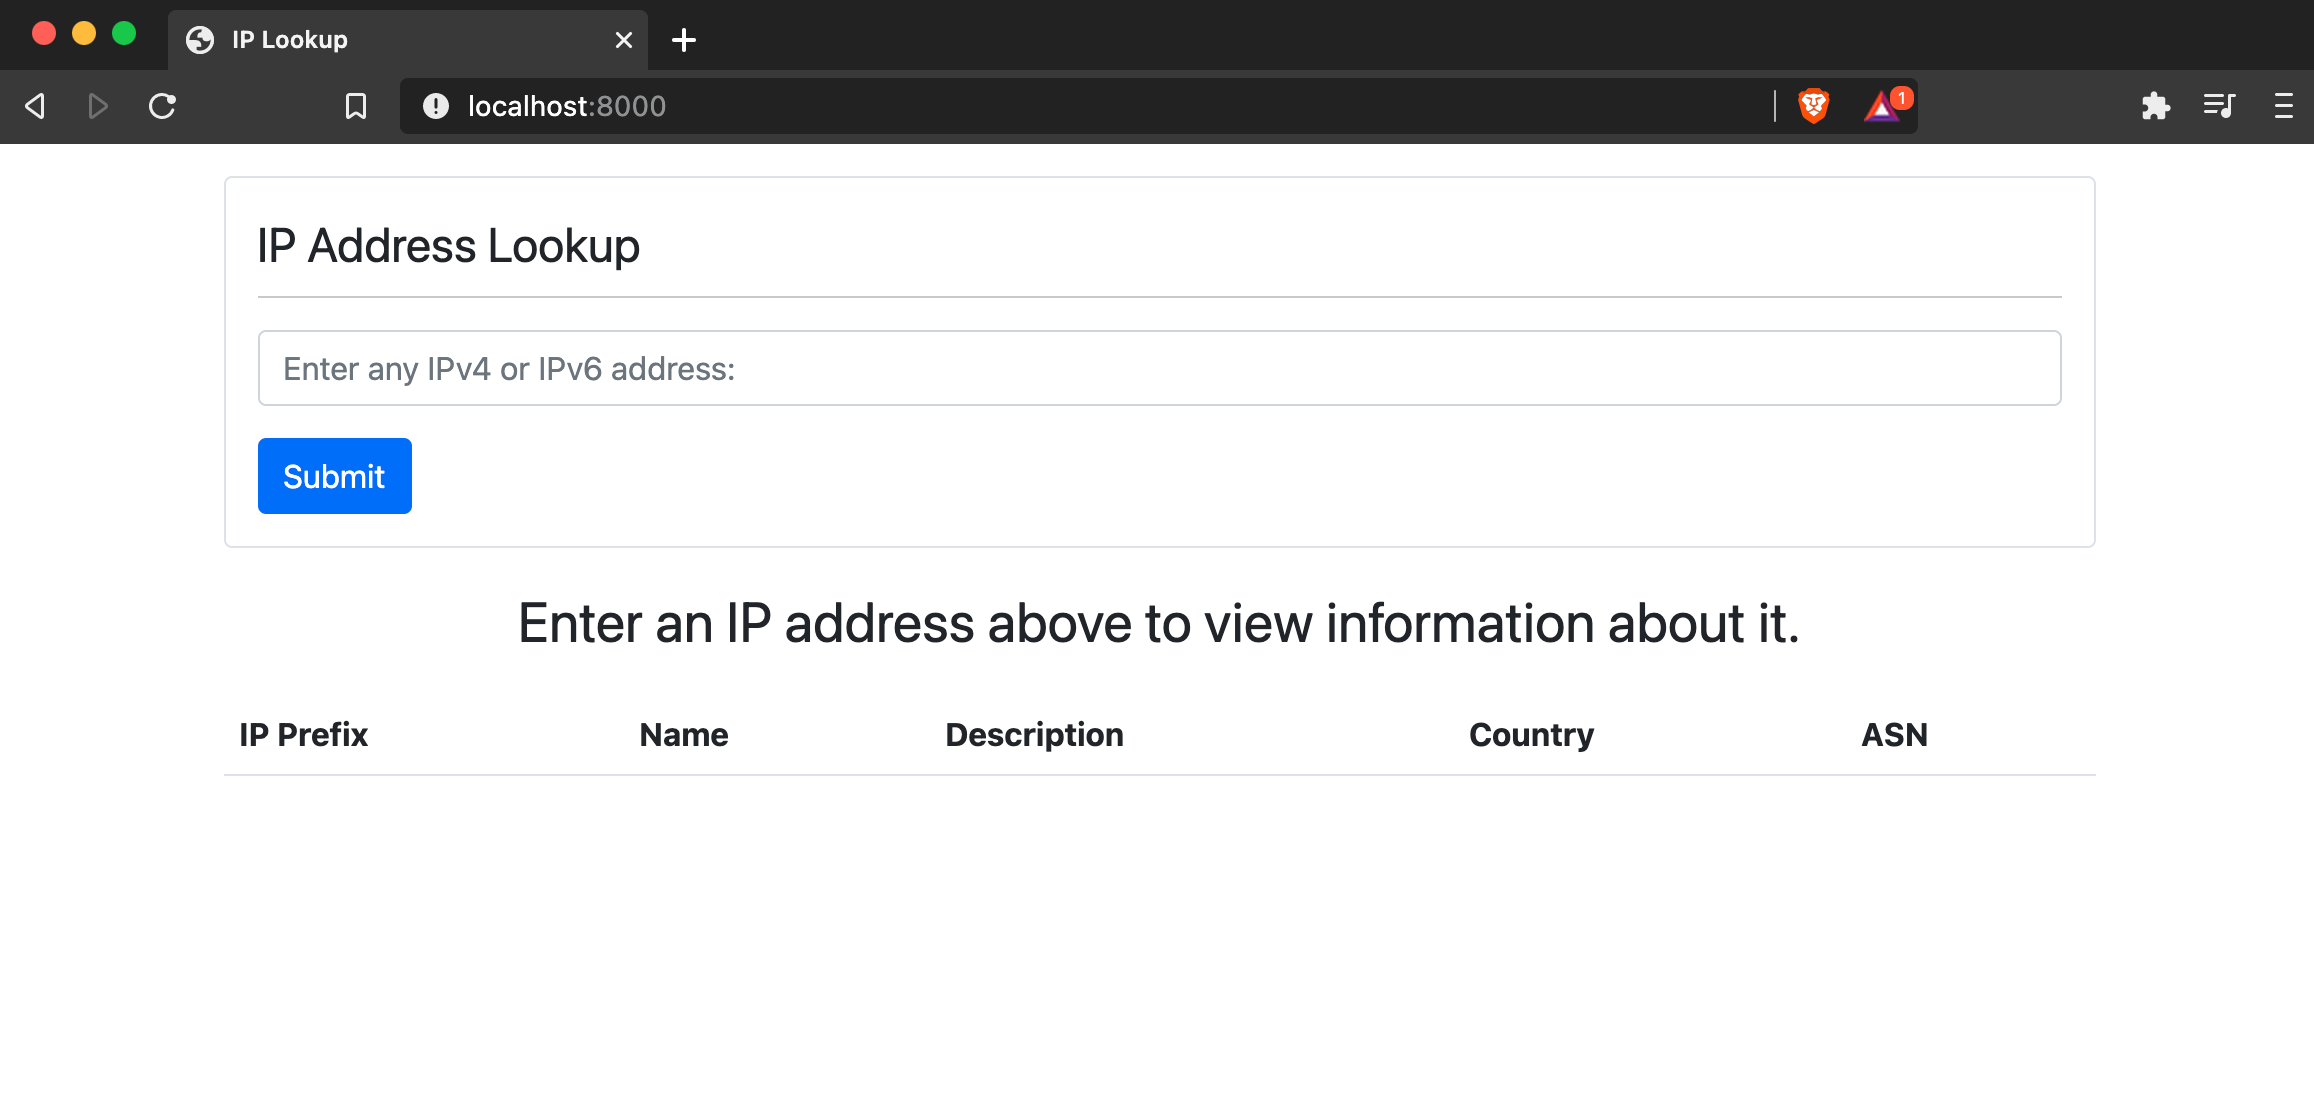 IP Lookup
localhost:8000
1
IP Address Lookup
Enter any IPv4 or IPv6 address:
Submit
Enter an IP address above to view information about it.
IP Prefix Name Description Country ASN